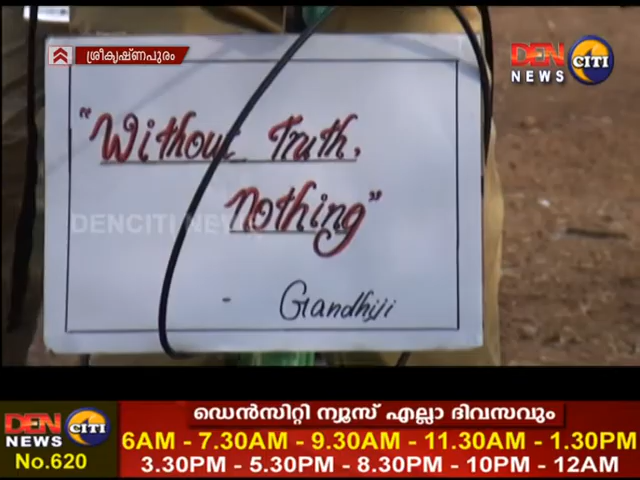 ശ്രീകൃഷ്ണപുരം
DEN CITI
NEWS
"Without Truth,
Nothing"
DENCITI NEWS
- Gandhiji
DEN CITI
NEWS
No.620
ഡെൻസിറ്റി ന്യൂസ് എല്ലാ ദിവസവും
6AM - 7.30AM - 9.30AM - 11.30AM - 1.30PM
3.30PM - 5.30PM - 8.30PM - 10PM - 12AM